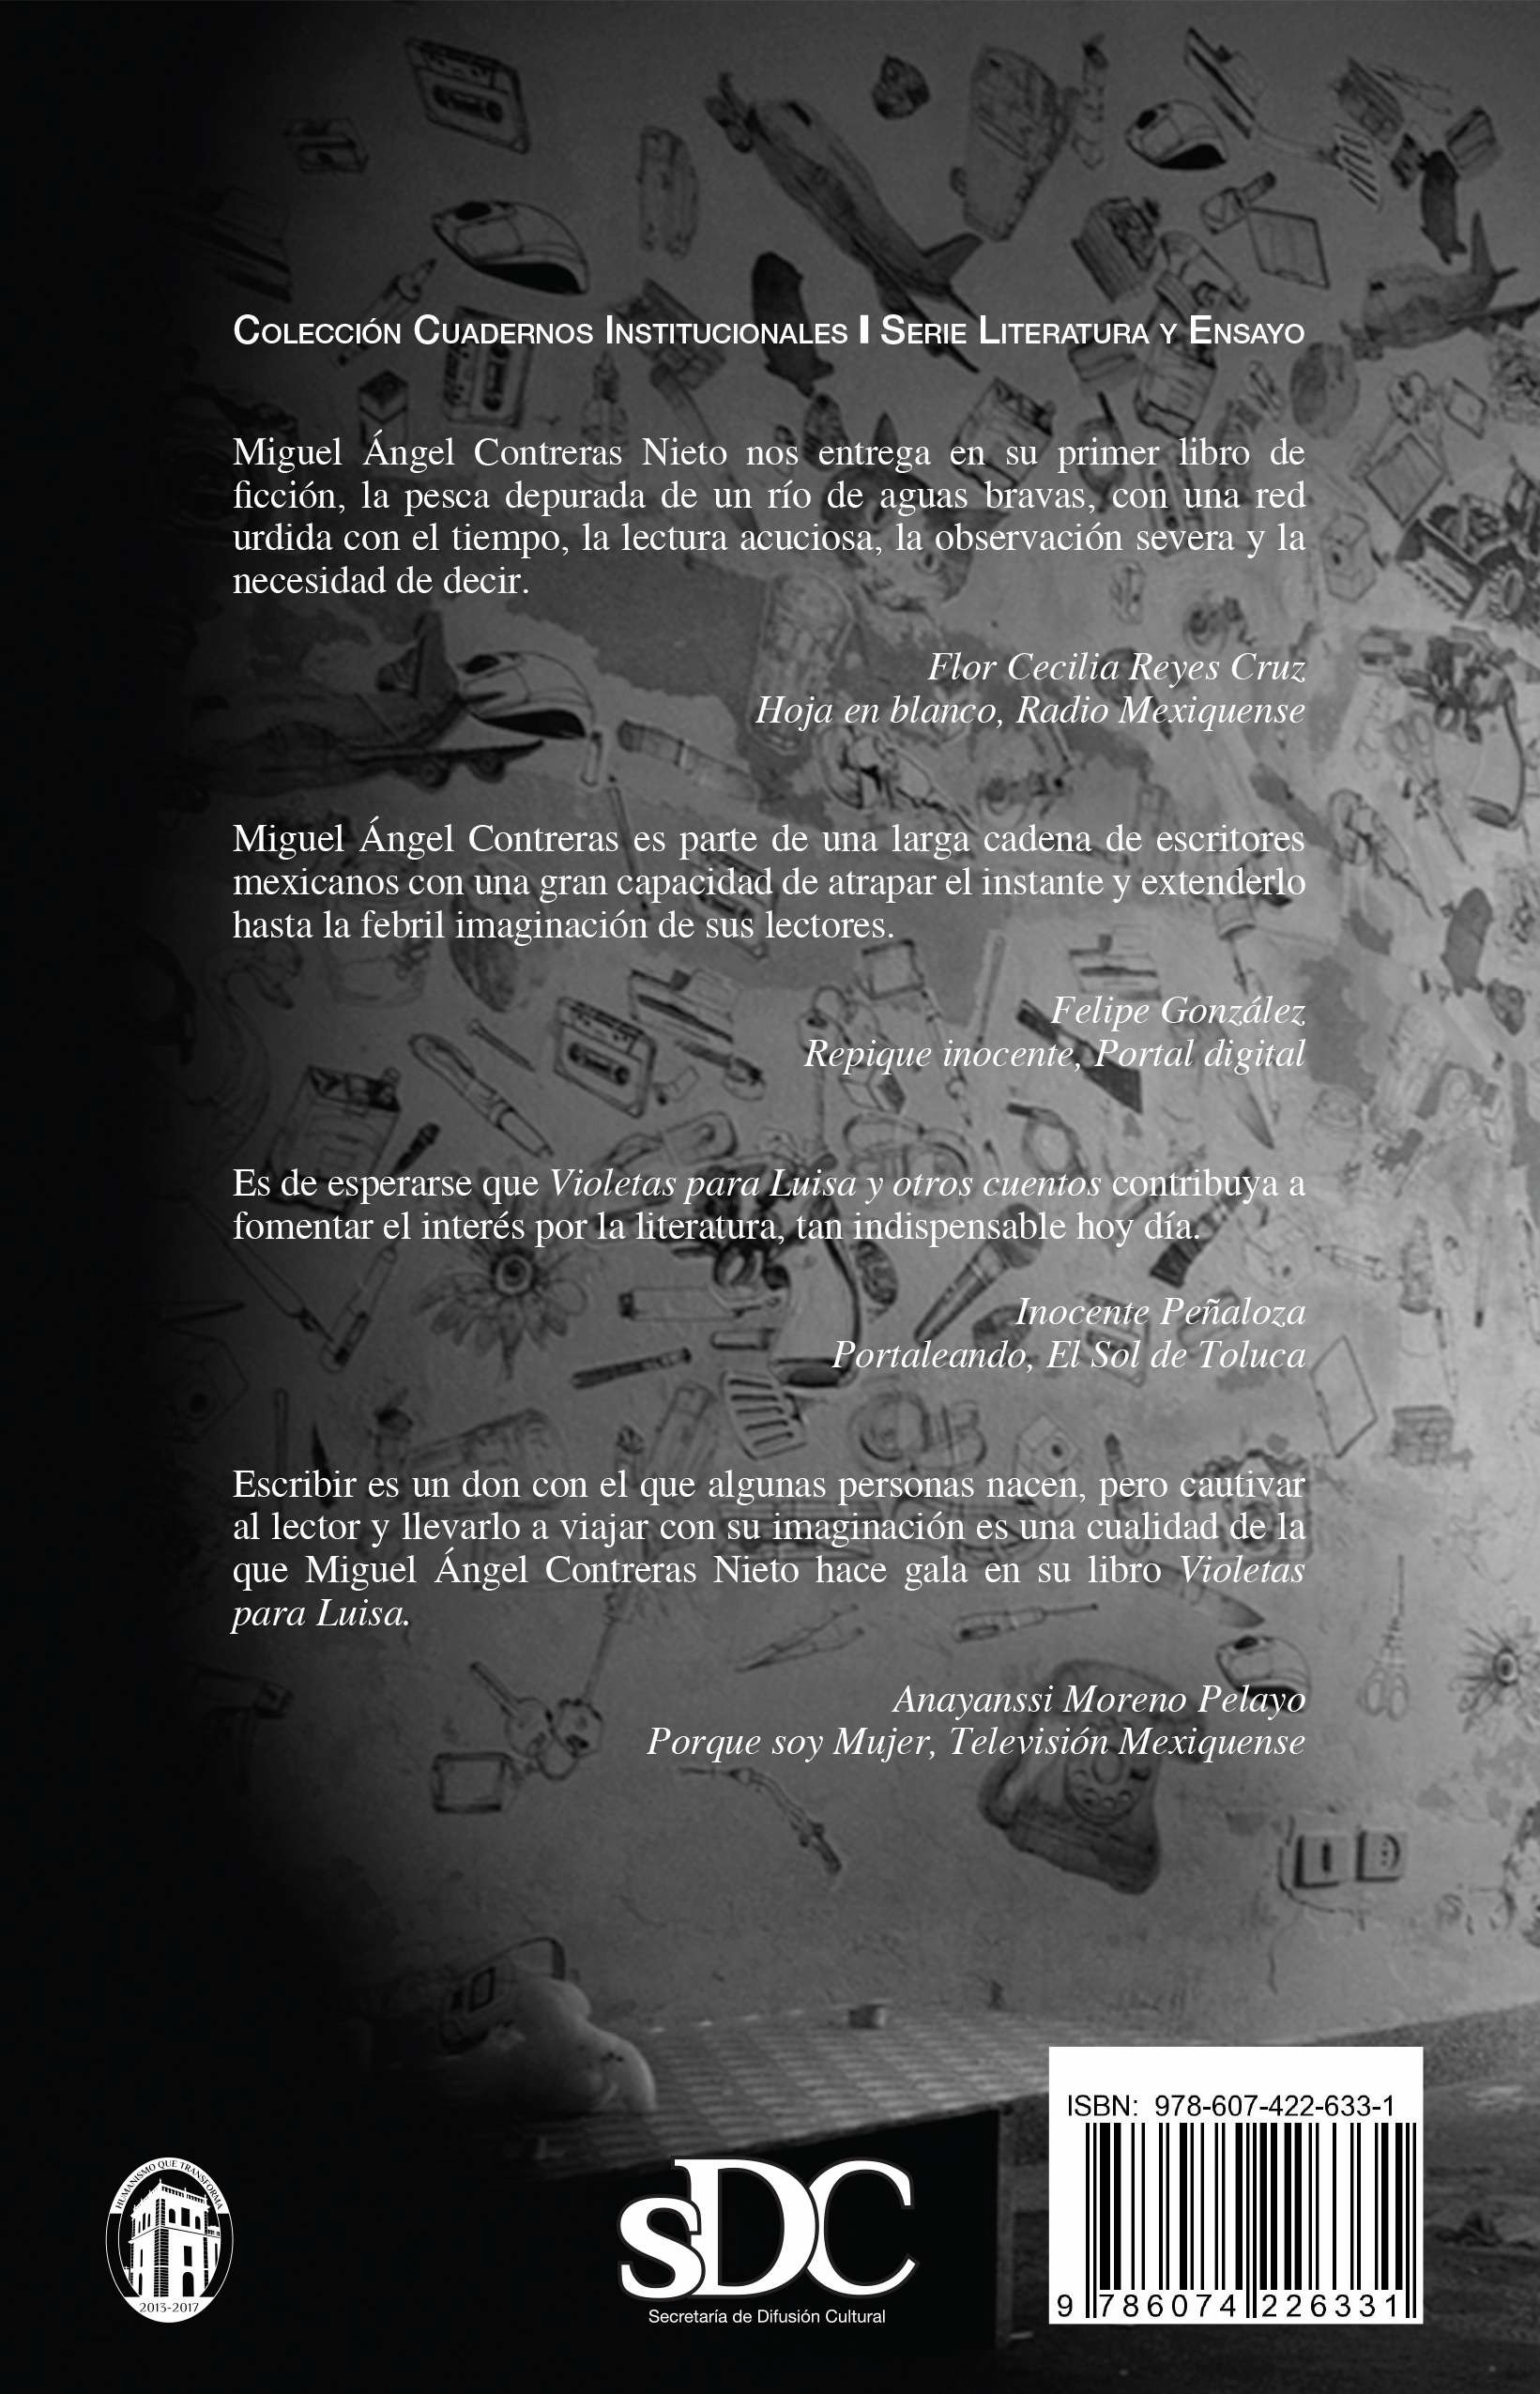 Colección Cuadernos Institucionales | Serie Literatura y Ensayo
Miguel Ángel Contreras Nieto nos entrega en su primer libro de
ficción, la pesca depurada de un río de aguas bravas, con una red
urdida con el tiempo, la lectura acuciosa, la observación severa y la
necesidad de decir.
Flor Cecilia Reyes Cruz
Hoja en blanco, Radio Mexiquense
Miguel Ángel Contreras es parte de una larga cadena de escritores
mexicanos con una gran capacidad de atrapar el instante y extenderlo
hasta la febril imaginación de sus lectores.
Felipe González
Repique inocente, Portal digital
Es de esperarse que Violetas para Luisa y otros cuentos contribuya a
fomentar el interés por la literatura, tan indispensable hoy día.
Inocente Peñaloza
Portaleando, El Sol de Toluca
Escribir es un don con el que algunas personas nacen, pero cautivar
al lector y llevarlo a viajar con su imaginación es una cualidad de la
que Miguel Ángel Contreras Nieto hace gala en su libro Violetas
para Luisa.
Anayanssi Moreno Pelayo
Porque soy Mujer, Televisión Mexiquense
HUMANISMO QUE TRANSFORMA
2013-2017
SDC
Secretaría de Difusión Cultural
ISBN: 978-607-422-633-1
9 786074 226331